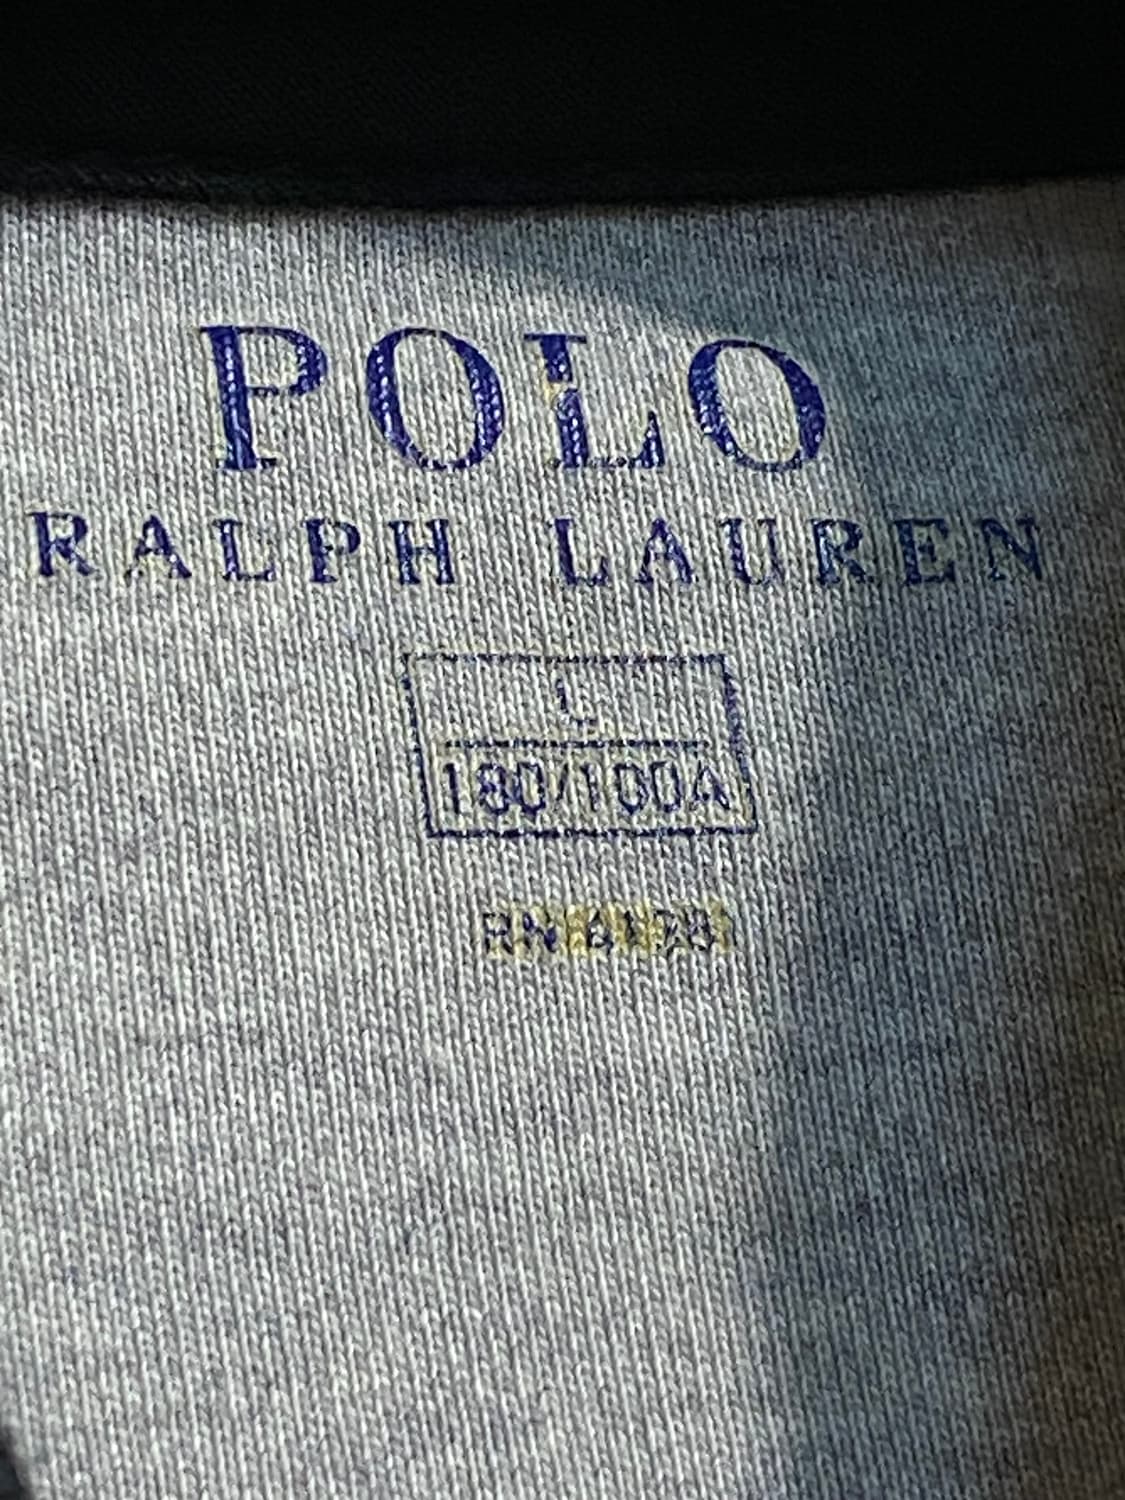 POLO
RALPH LAUREN
L
180/100A